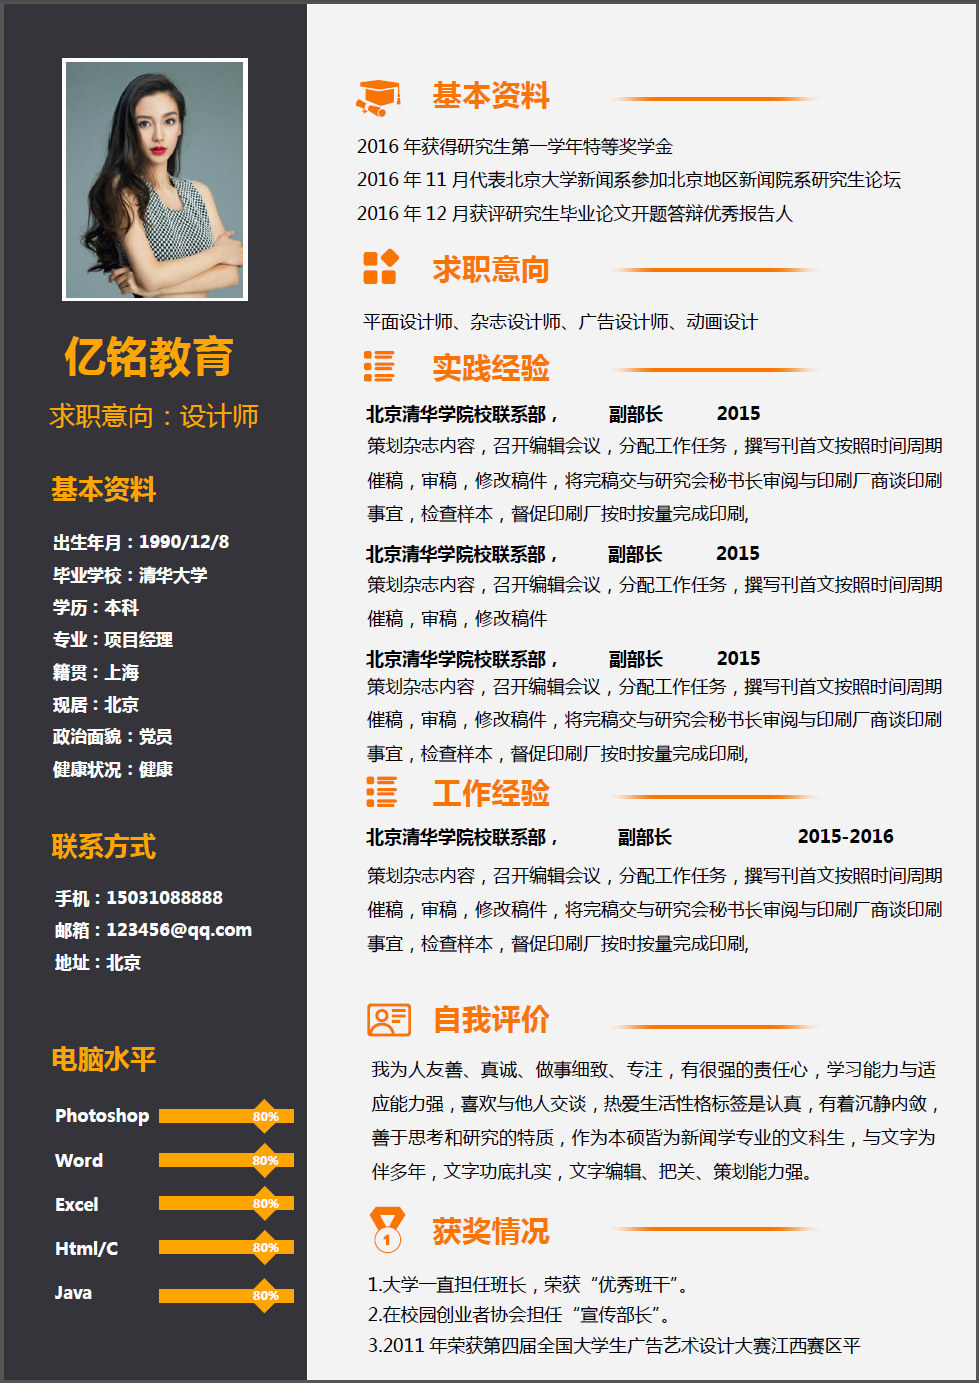 亿铭教育
求职意向：设计师
基本资料
出生年月：1990/12/8
毕业学校：清华大学
学历：本科
专业：项目经理
籍贯：上海
现居：北京
政治面貌：党员
健康状况：健康
联系方式
手机：15031088888
邮箱：123456@qq.com
地址：北京
电脑水平
Photoshop 80%
Word 80%
Excel 80%
Html/C 80%
Java 80%
基本资料
2016 年获得研究生第一学年特等奖学金
2016 年 11 月代表北京大学新闻系参加北京地区新闻院系研究生论坛
2016 年 12 月获评研究生毕业论文开题答辩优秀报告人
求职意向
平面设计师、杂志设计师、广告设计师、动画设计
实践经验
北京清华学院校联系部， 副部长 2015
策划杂志内容，召开编辑会议，分配工作任务，撰写刊首文按照时间周期
催稿，审稿，修改稿件，将完稿交与研究会秘书长审阅与印刷厂商谈印刷
事宜，检查样本，督促印刷厂按时按量完成印刷,
北京清华学院校联系部， 副部长 2015
策划杂志内容，召开编辑会议，分配工作任务，撰写刊首文按照时间周期
催稿，审稿，修改稿件
北京清华学院校联系部， 副部长 2015
策划杂志内容，召开编辑会议，分配工作任务，撰写刊首文按照时间周期
催稿，审稿，修改稿件，将完稿交与研究会秘书长审阅与印刷厂商谈印刷
事宜，检查样本，督促印刷厂按时按量完成印刷,
工作经验
北京清华学院校联系部， 副部长 2015-2016
策划杂志内容，召开编辑会议，分配工作任务，撰写刊首文按照时间周期
催稿，审稿，修改稿件，将完稿交与研究会秘书长审阅与印刷厂商谈印刷
事宜，检查样本，督促印刷厂按时按量完成印刷,
自我评价
我为人友善、真诚、做事细致、专注，有很强的责任心，学习能力与适
应能力强，喜欢与他人交谈，热爱生活性格标签是认真，有着沉静内敛，
善于思考和研究的特质，作为本硕皆为新闻学专业的文科生，与文字为
伴多年，文字功底扎实，文字编辑、把关、策划能力强。
1
获奖情况
1.大学一直担任班长，荣获“优秀班干”。
2.在校园创业者协会担任“宣传部长”。
3.2011 年荣获第四届全国大学生广告艺术设计大赛江西赛区平